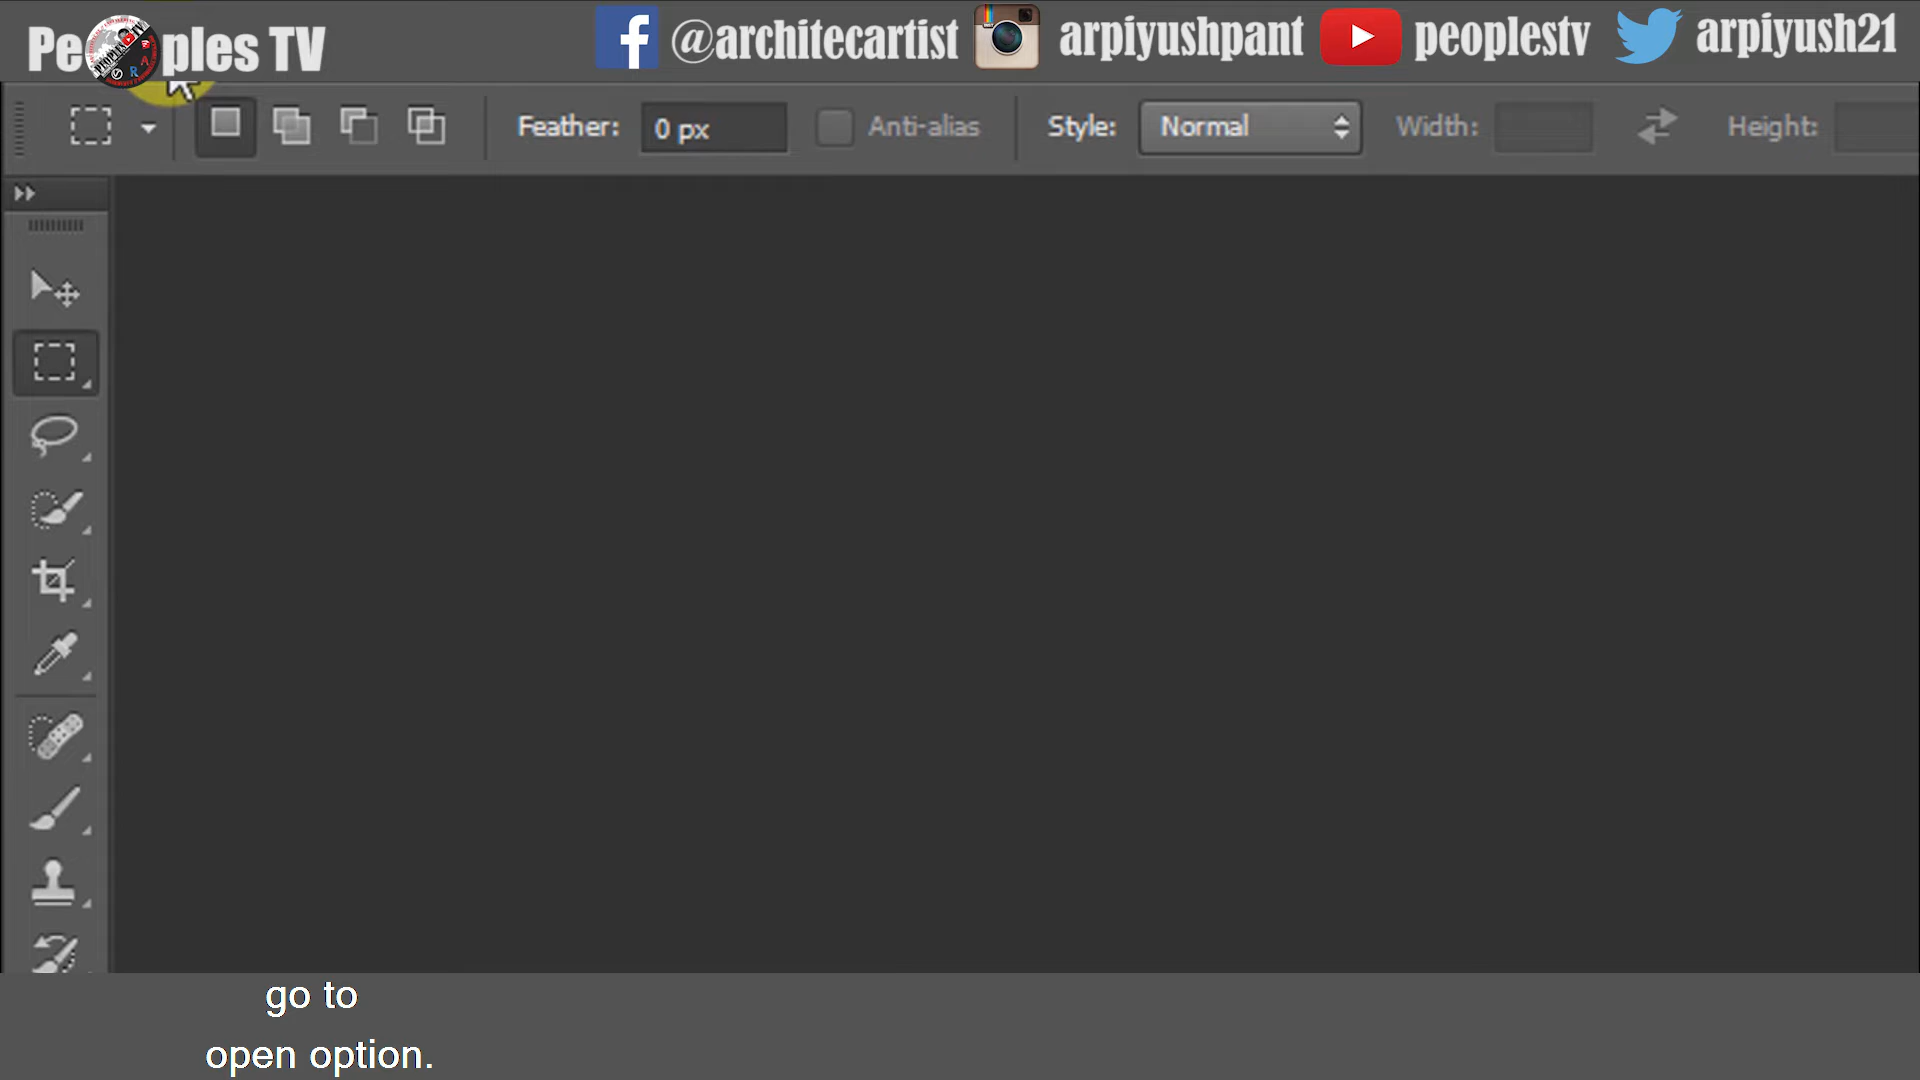 Peoples TV
@architecartist arpiyushpant peoplestv arpiyush21
Feather: 0 px Anti-alias Style: Normal Width: Height:
go to
open option.